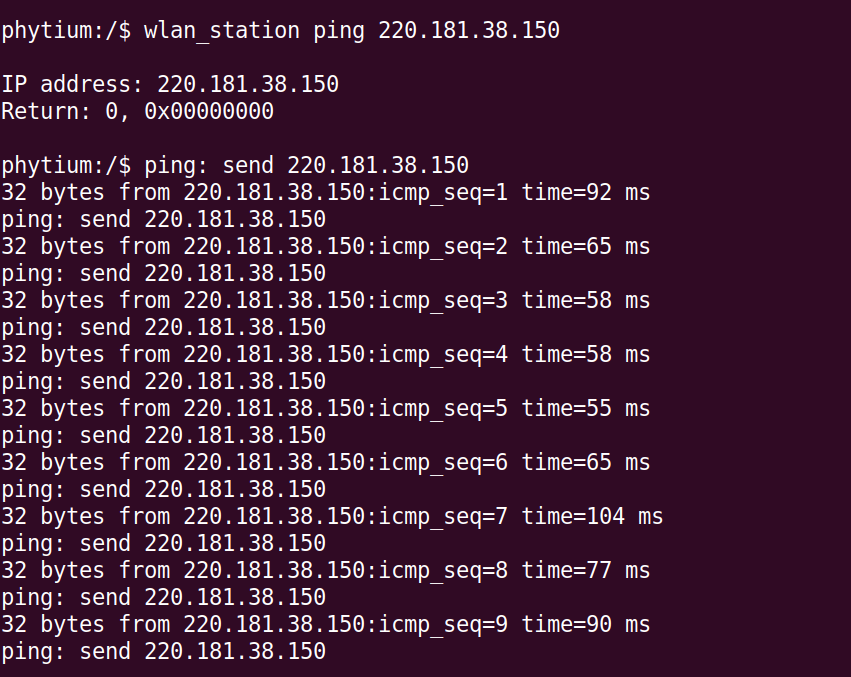 phytium:/$ wlan_station ping 220.181.38.150
IP address: 220.181.38.150
Return: 0, 0x00000000
phytium:/$ ping: send 220.181.38.150
32 bytes from 220.181.38.150:icmp_seq=1 time=92 ms
ping: send 220.181.38.150
32 bytes from 220.181.38.150:icmp_seq=2 time=65 ms
ping: send 220.181.38.150
32 bytes from 220.181.38.150:icmp_seq=3 time=58 ms
ping: send 220.181.38.150
32 bytes from 220.181.38.150:icmp_seq=4 time=58 ms
ping: send 220.181.38.150
32 bytes from 220.181.38.150:icmp_seq=5 time=55 ms
ping: send 220.181.38.150
32 bytes from 220.181.38.150:icmp_seq=6 time=65 ms
ping: send 220.181.38.150
32 bytes from 220.181.38.150:icmp_seq=7 time=104 ms
ping: send 220.181.38.150
32 bytes from 220.181.38.150:icmp_seq=8 time=77 ms
ping: send 220.181.38.150
32 bytes from 220.181.38.150:icmp_seq=9 time=90 ms
ping: send 220.181.38.150